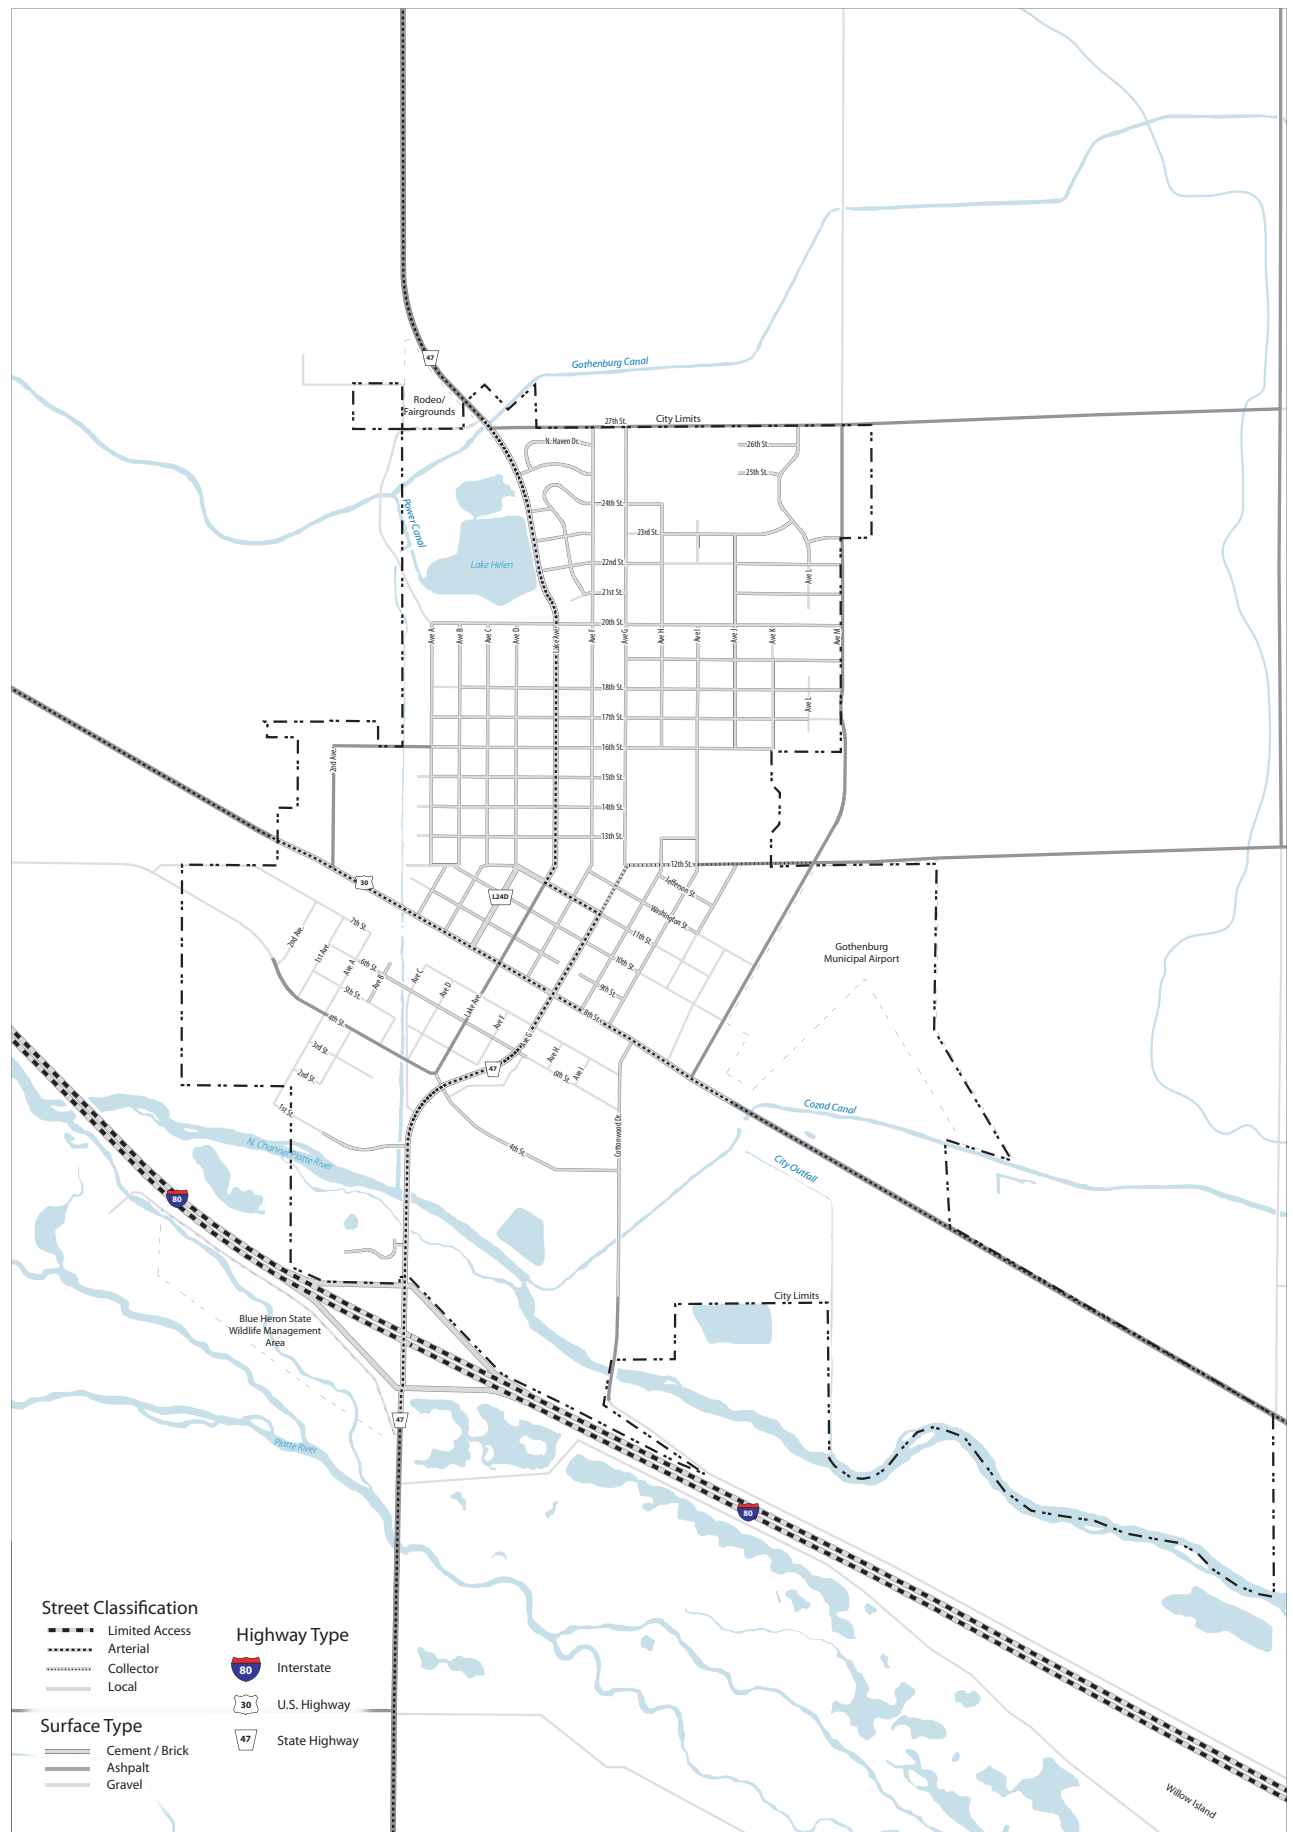 47
Gothenburg Canal
Rodeo/
Fairgrounds
27th St.
City Limits
N. Haven Dr.
26th St.
25th St.
24th St.
Power Canal
23rd St.
Lake Helen
22nd St.
Ave L
21st St.
20th St.
Ave A
Ave B
Ave C
Ave D
Lake Ave.
Ave F
Ave G
Ave H
Ave I
Ave J
Ave K
Ave M
18th St.
Ave L
17th St.
16th St.
2nd Ave.
15th St.
14th St.
13th St.
12th St.
30
L24D
Jefferson St.
Washington St.
7th St.
11th St.
2nd Ave.
1st Ave.
Ave A
6th St.
Ave B
Ave C
Ave D
10th St.
Gothenburg
Municipal Airport
5th St.
9th St.
Lake Ave.
4th St.
Ave F
8th St.
3rd St.
Ave G
Ave H
47
2nd St.
6th St.
Ave I
1st St.
Cozad Canal
4th St.
Cottonwood Dr.
N. Channel Platte River
City Outfall
80
City Limits
Blue Heron State
Wildlife Management
Area
47
Platte River
80
Street Classification
Limited Access
Arterial
Collector
Local
Highway Type
80
Interstate
30
U.S. Highway
47
State Highway
Surface Type
Cement / Brick
Ashpalt
Gravel
Willow Island